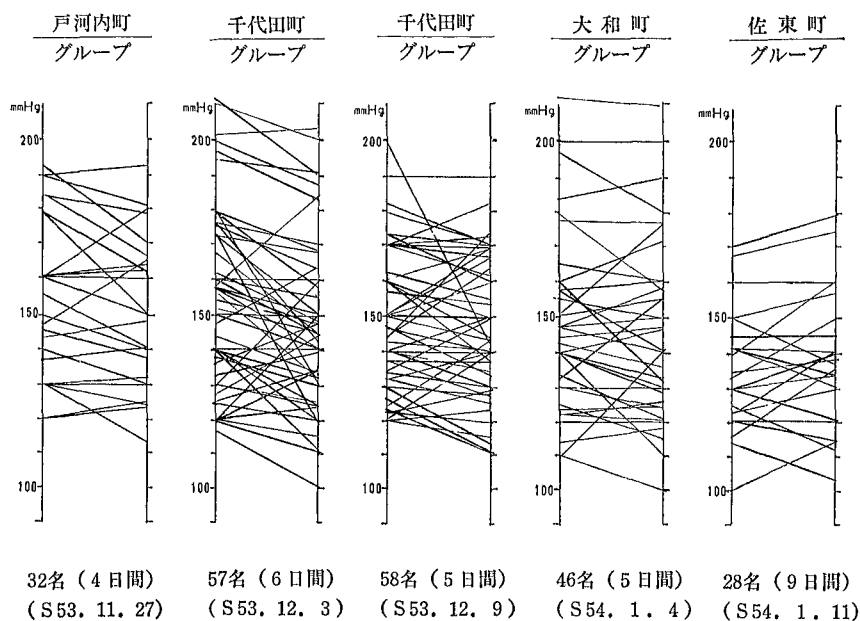 戸河内町 千代田町 千代田町 大和町 佐東町
グループ グループ グループ グループ グループ
mmHg mmHg mmHg mmHg mmHg
200 200 200 200 200
150 150 150 150 150
100 100 100 100 100
32名(4日間) 57名(6日間) 58名(5日間) 46名(5日間) 28名(9日間)
(S53. 11. 27) (S53. 12. 3) (S53. 12. 9) (S54. 1. 4) (S54. 1. 11)